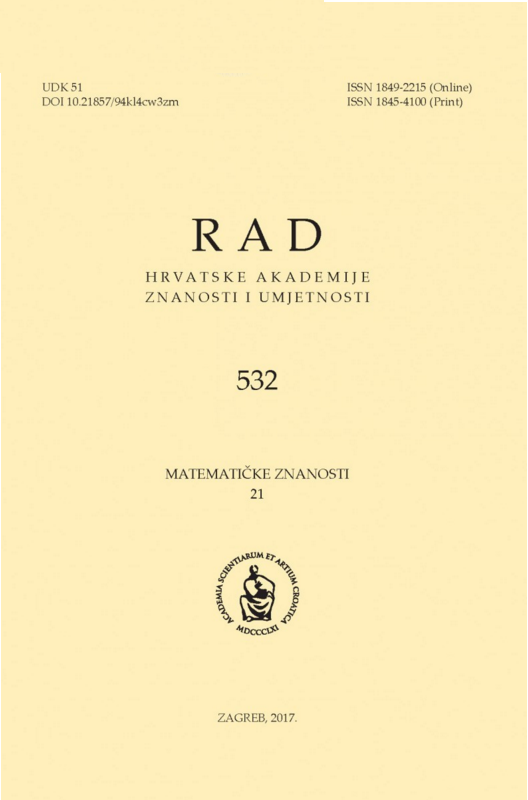 UDK 51
DOI 10.21857/94kl4cw3zm
ISSN 1849-2215 (Online)
ISSN 1845-4100 (Print)
RAD
HRVATSKE AKADEMIJE
ZNANOSTI I UMJETNOSTI
532
MATEMATIČKE ZNANOSTI
21
ACADEMIA SCIENTIARUM ET ARTIUM CROATICA
MDCCCLXI
ZAGREB, 2017.